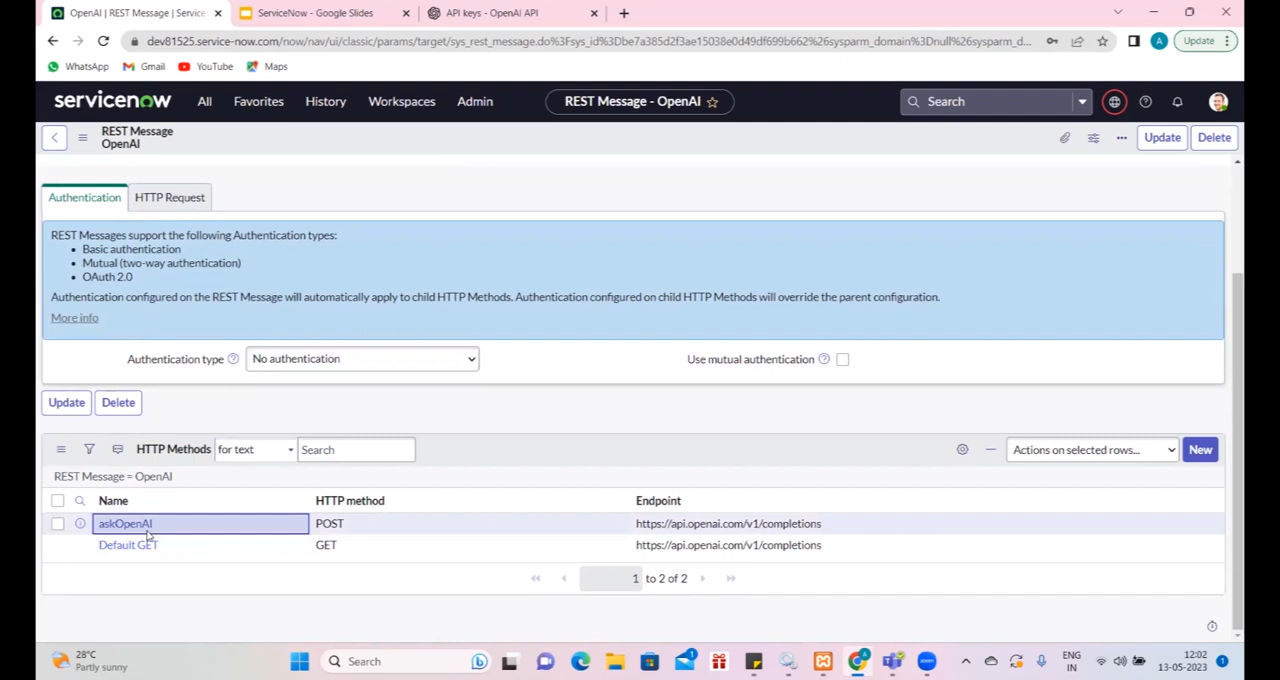 OpenAI | REST Message | Service
ServiceNow - Google Slides
API keys - OpenAI API
dev81525.service-now.com/now/nav/ui/classic/params/target/sys_rest_message.do%3Fsys_id%3Dbe7a385d2f3ae15038e0d49df699b662%26sysparm_domain%3Dnull%26sysparm_d...
A
Update
WhatsApp
Gmail
YouTube
Maps
servicenow
All
Favorites
History
Workspaces
Admin
REST Message - OpenAI
Search
REST Message
OpenAI
Update
Delete
Authentication
HTTP Request
REST Messages support the following Authentication types:
• Basic authentication
• Mutual (two-way authentication)
• OAuth 2.0
Authentication configured on the REST Message will automatically apply to child HTTP Methods. Authentication configured on child HTTP Methods will override the parent configuration.
More info
Authentication type
No authentication
Use mutual authentication
Update
Delete
HTTP Methods
for text
Search
Actions on selected rows...
New
REST Message = OpenAI
Name
HTTP method
Endpoint
askOpenAI
POST
https://api.openai.com/v1/completions
Default GET
GET
https://api.openai.com/v1/completions
1 to 2 of 2
28°C
Partly sunny
Search
1
ENG
IN
12:02
13-05-2023
1